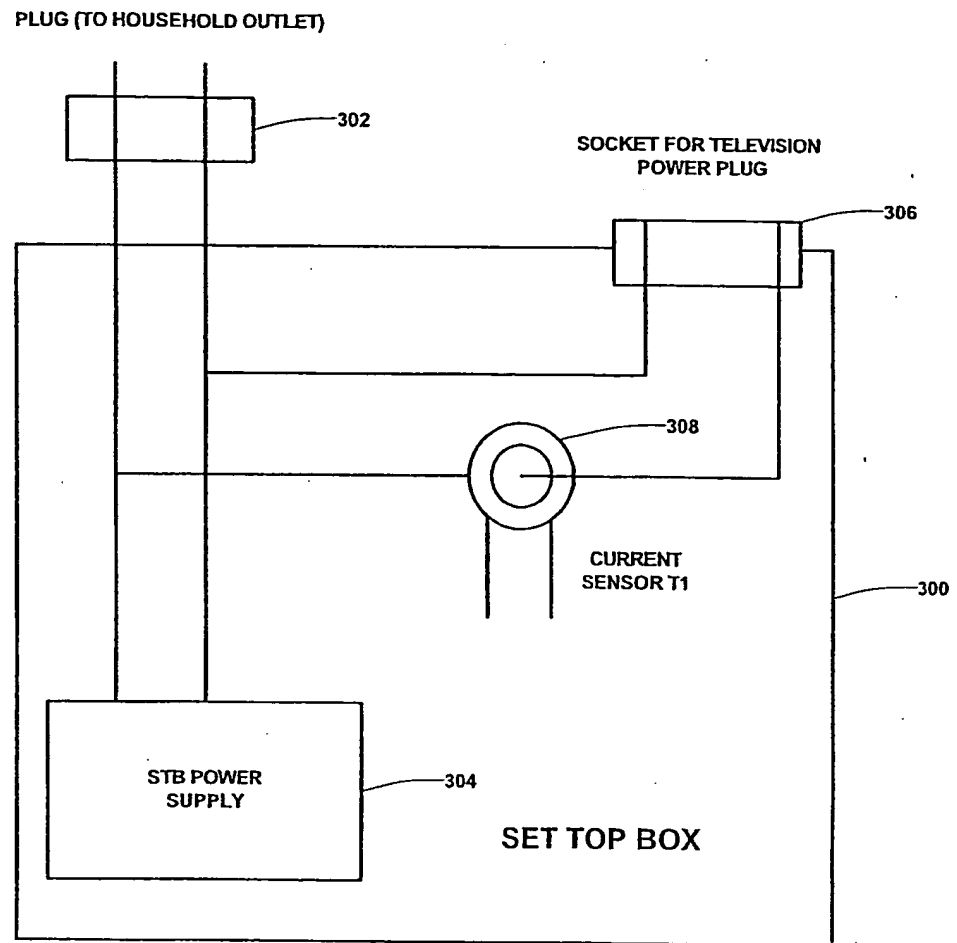 PLUG (TO HOUSEHOLD OUTLET)
302
SOCKET FOR TELEVISION
POWER PLUG
306
308
CURRENT
SENSOR T1
300
STB POWER
SUPPLY
304
SET TOP BOX